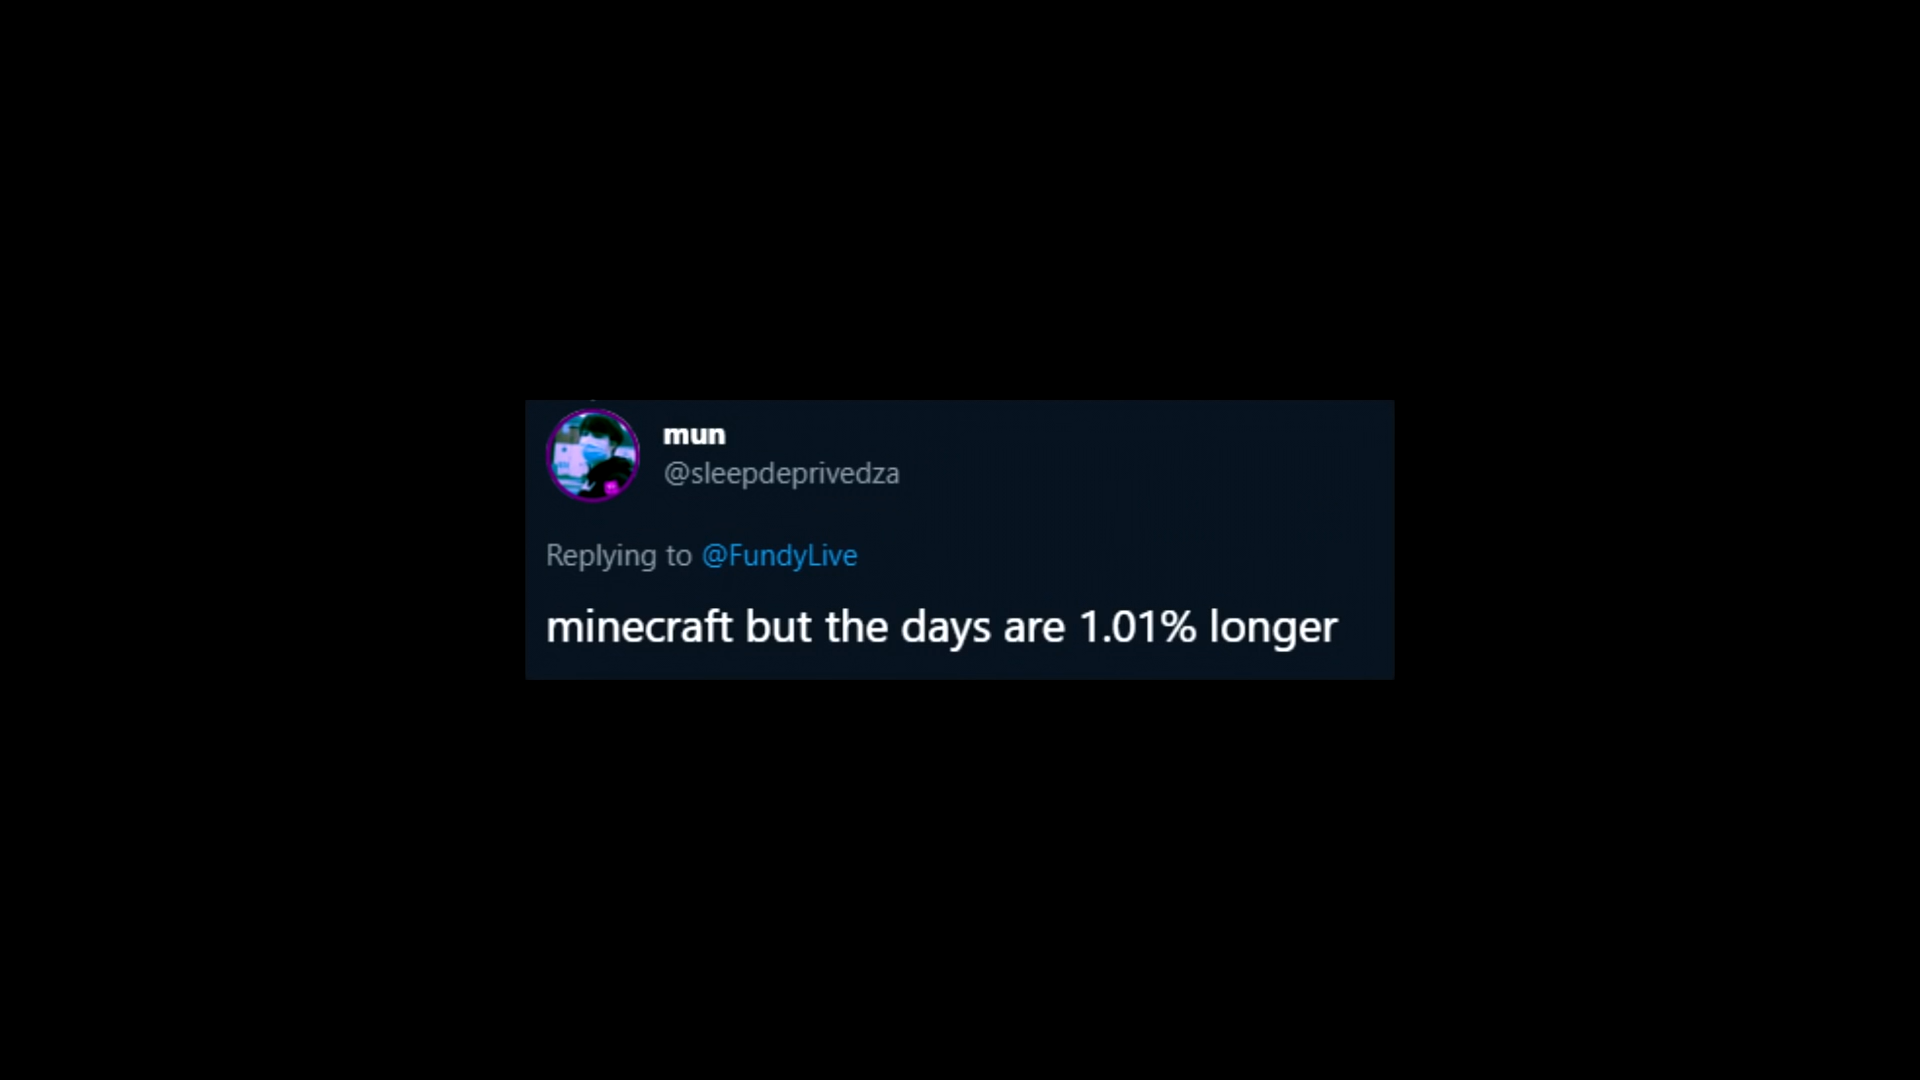 mun
@sleepdeprivedza
Replying to @FundyLive
minecraft but the days are 1.01% longer